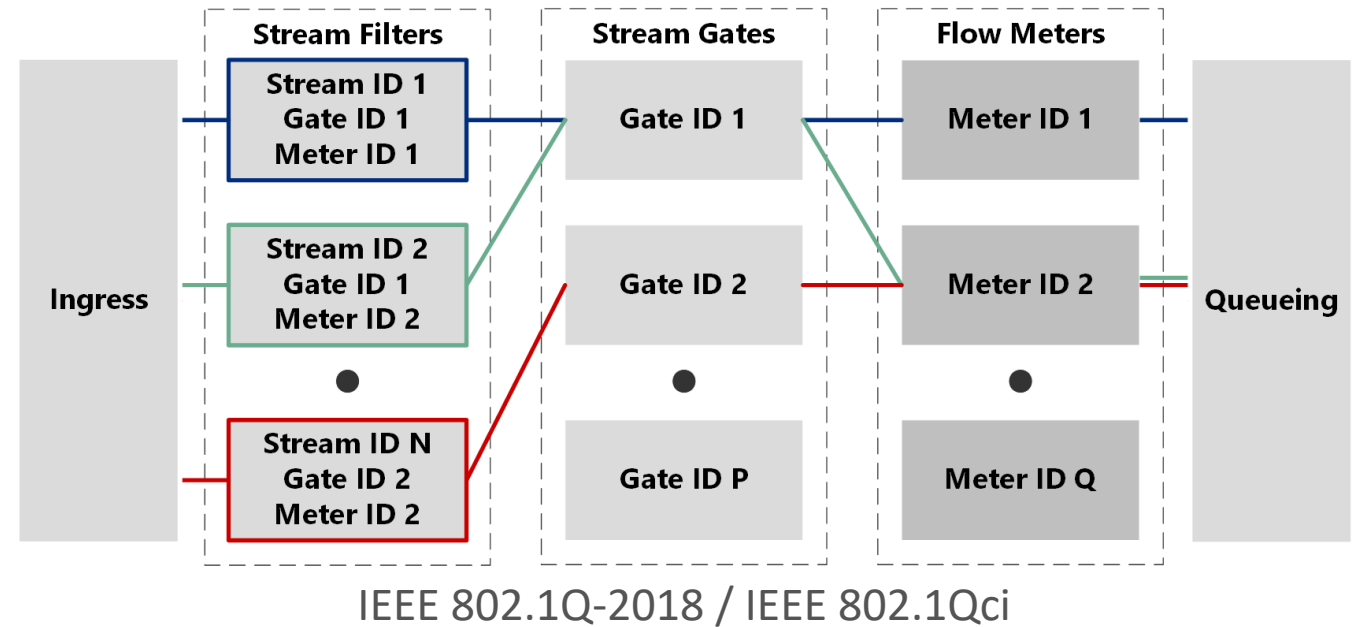 Stream Filters
Stream Gates
Flow Meters
Ingress
Stream ID 1
Gate ID 1
Meter ID 1
Stream ID 2
Gate ID 1
Meter ID 2
Stream ID N
Gate ID 2
Meter ID 2
Gate ID 1
Gate ID 2
Gate ID P
Meter ID 1
Meter ID 2
Meter ID Q
Queueing
IEEE 802.1Q-2018 / IEEE 802.1Qci